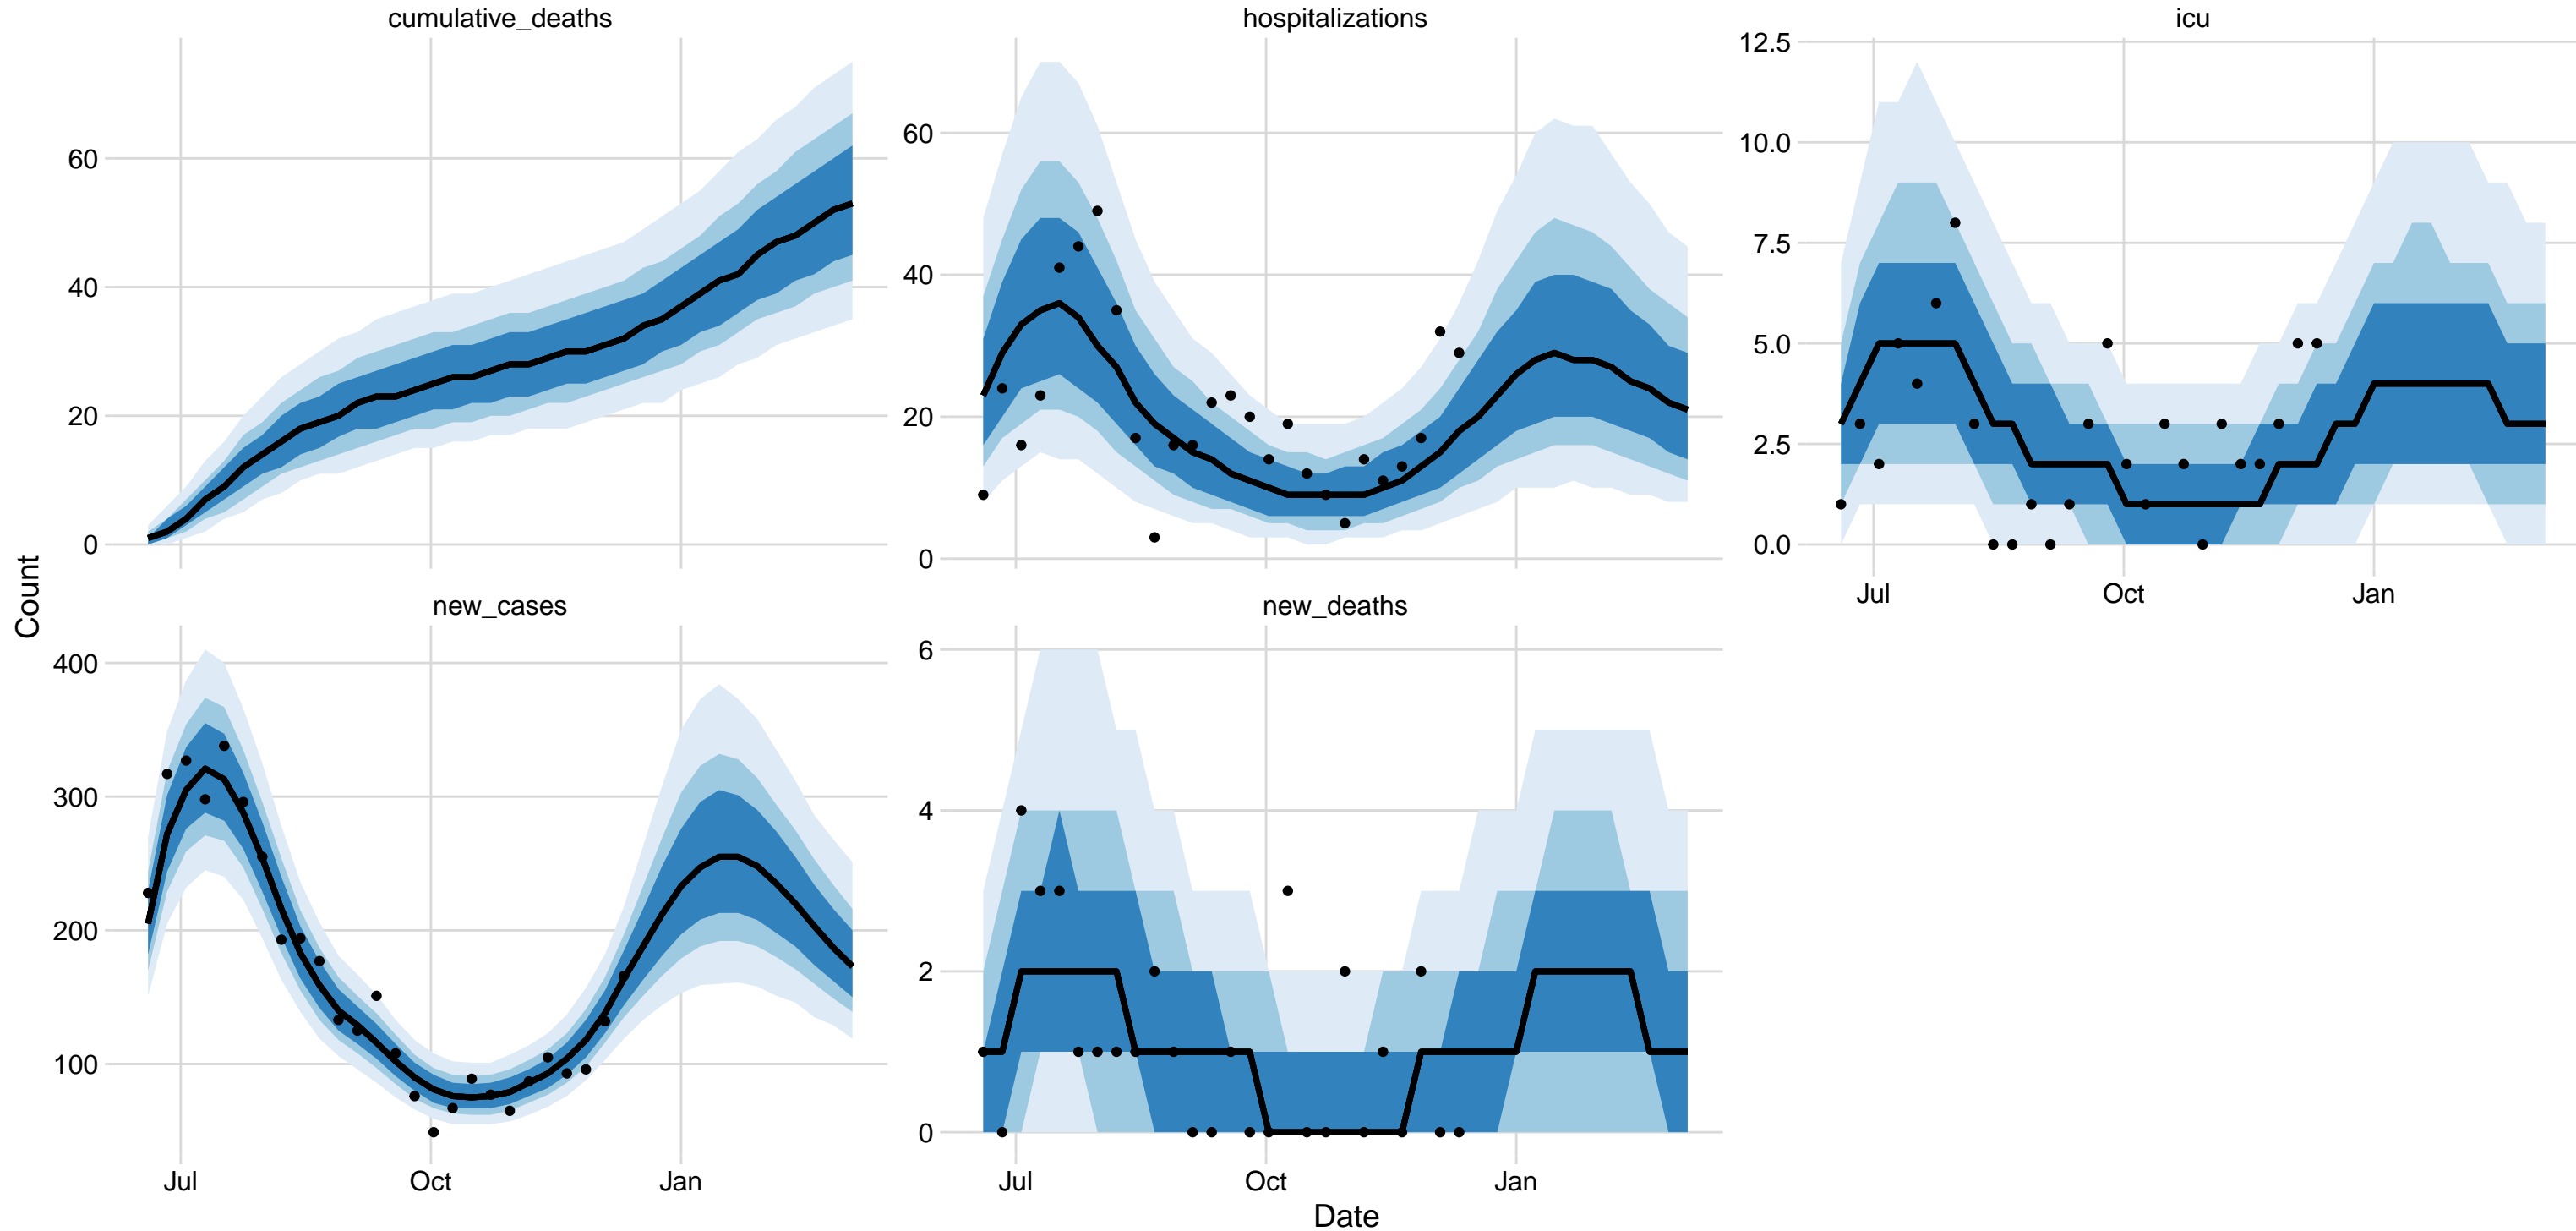 cumulative_deaths
hospitalizations
icu
60
40
20
0
60
40
20
0
12.5
10.0
7.5
5.0
2.5
0.0
Jul Oct Jan
Count
new_cases
new_deaths
400
300
200
100
6
4
2
0
Jul Oct Jan
Jul Oct Jan
Date